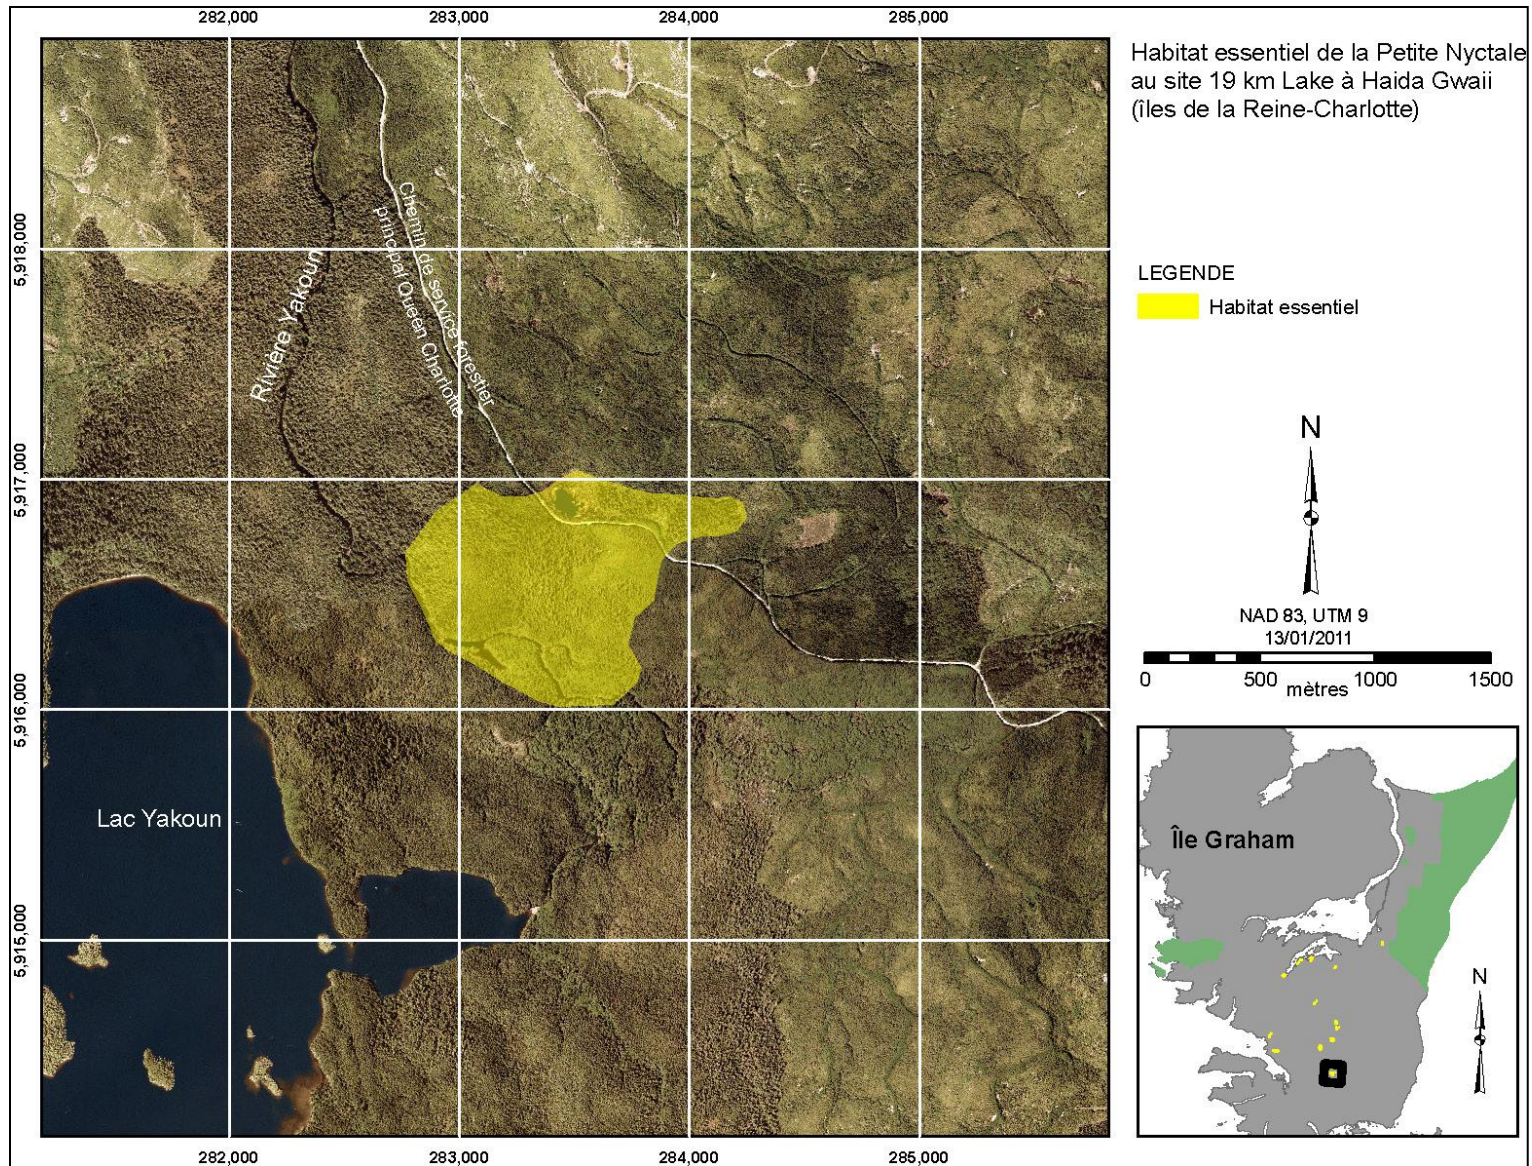 282,000
283,000
284,000
285,000
Habitat essentiel de la Petite Nyctale
au site 19 km Lake à Haida Gwaii
(îles de la Reine-Charlotte)
5,918,000
5,917,000
5,916,000
5,915,000
Rivière Yakoun
Chemin de service forestier
principal Queen Charlotte
Lac Yakoun
LEGENDE
Habitat essentiel
N
NAD 83, UTM 9
13/01/2011
0 500 1000 1500
mètres
Île Graham
N
282,000
283,000
284,000
285,000